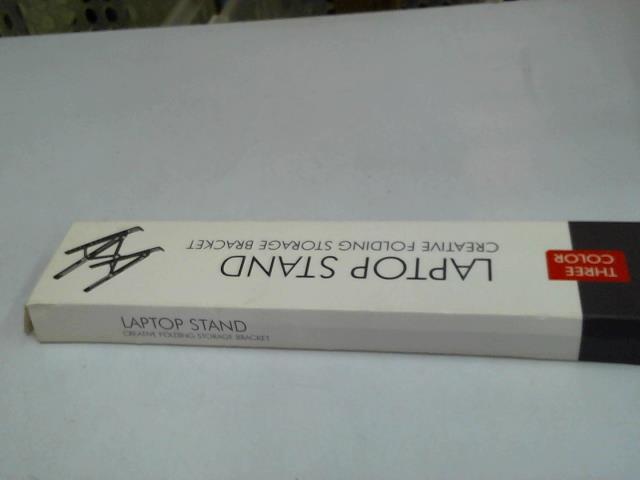 THREE
COLOR
LAPTOP STAND
CREATIVE FOLDING STORAGE BRACKET
LAPTOP STAND
CREATIVE FOLDING STORAGE BRACKET